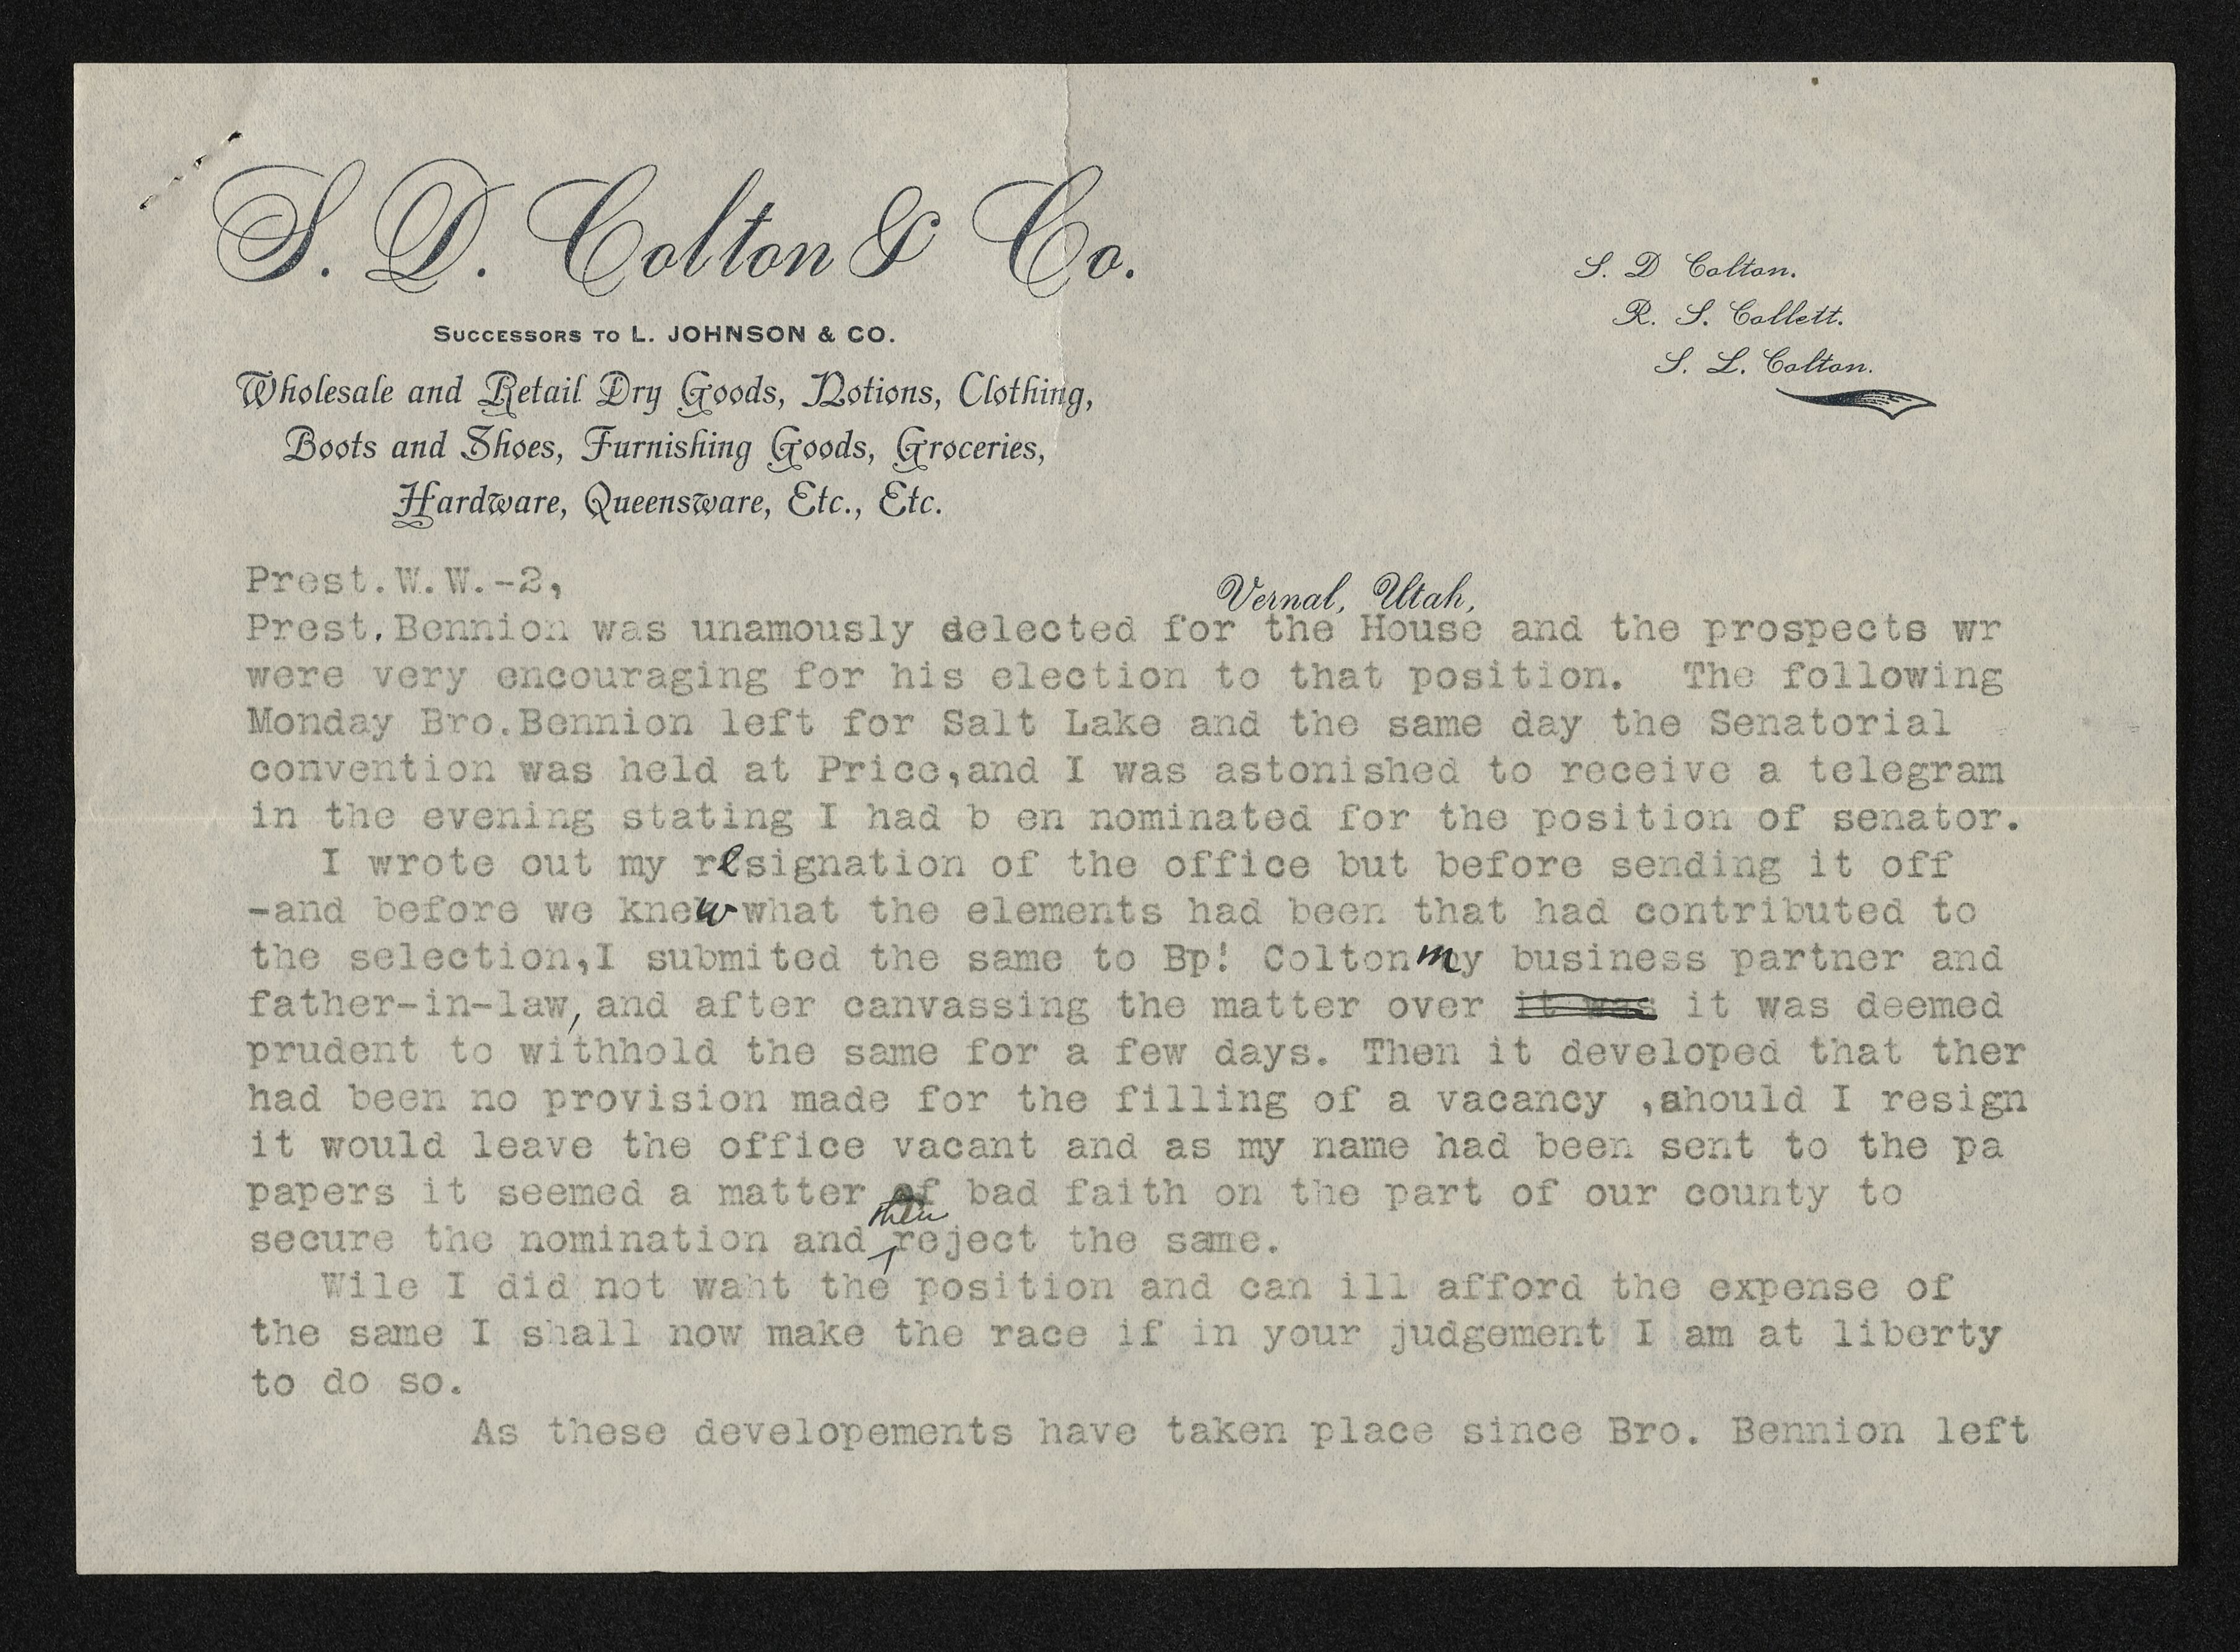 S. D. Colton & Co.
SUCCESSORS TO L. JOHNSON & CO.
Wholesale and Retail Dry Goods, Notions, Clothing,
Boots and Shoes, Furnishing Goods, Groceries,
Hardware, Queensware, Etc., Etc.
S. D Colton.
R. S. Collett.
S. L. Colton.
Vernal, Utah,
Prest.W.W.-2,
Prest.Bennion was unamously selected for the House and the prospects wr
were very encouraging for his election to that position. The following
Monday Bro.Bennion left for Salt Lake and the same day the Senatorial
convention was held at Price,and I was astonished to receive a telegram
in the evening stating I had b en nominated for the position of senator.
I wrote out my resignation of the office but before sending it off
-and before we knew what the elements had been that had contributed to
the selection,I submited the same to Bp! Colton my business partner and
father-in-law, and after canvassing the matter over it was it was deemed
prudent to withhold the same for a few days. Then it developed that ther
had been no provision made for the filling of a vacancy ,should I resign
it would leave the office vacant and as my name had been sent to the pa
papers it seemed a matter of bad faith on the part of our county to
secure the nomination and then reject the same.
Wile I did not want the position and can ill afford the expense of
the same I shall now make the race if in your judgement I am at liberty
to do so.
As these developements have taken place since Bro. Bennion left